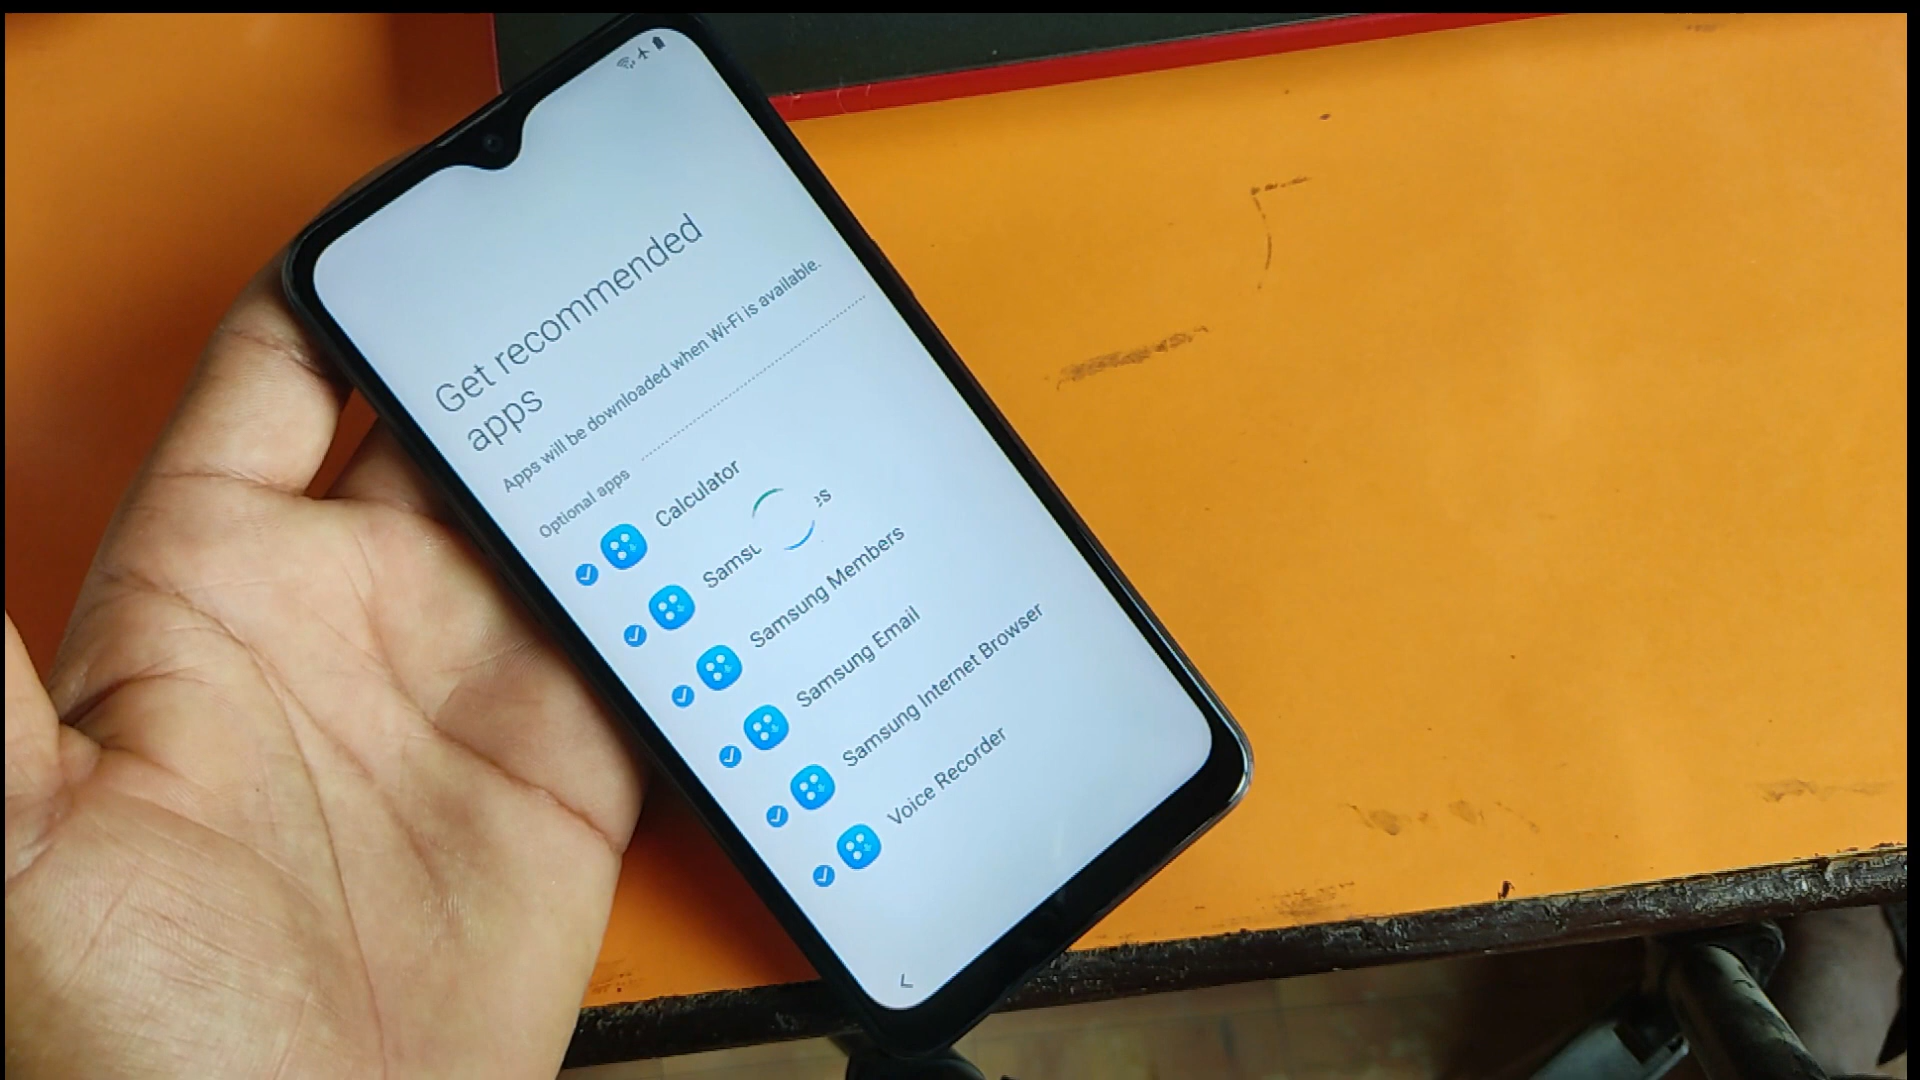 Get recommended
apps
Apps will be downloaded when Wi-Fi is available.
Optional apps
Calculator
Samsung Members
Samsung Email
Samsung Internet Browser
Voice Recorder